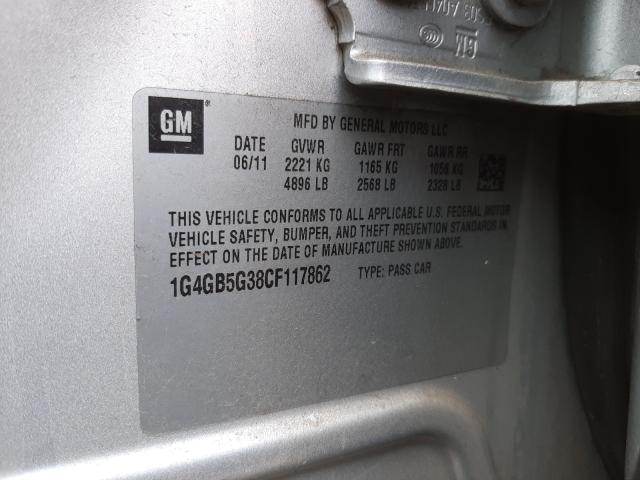 GM
GM
®
MFD BY GENERAL MOTORS LLC
DATE GVWR GAWR FRT GAWR RR
06/11 2221 KG 1165 KG 1056 KG
4896 LB 2568 LB 2328 LB
THIS VEHICLE CONFORMS TO ALL APPLICABLE U.S. FEDERAL MOTOR
VEHICLE SAFETY, BUMPER, AND THEFT PREVENTION STANDARDS IN
EFFECT ON THE DATE OF MANUFACTURE SHOWN ABOVE.
1G4GB5G38CF117862 TYPE: PASS CAR